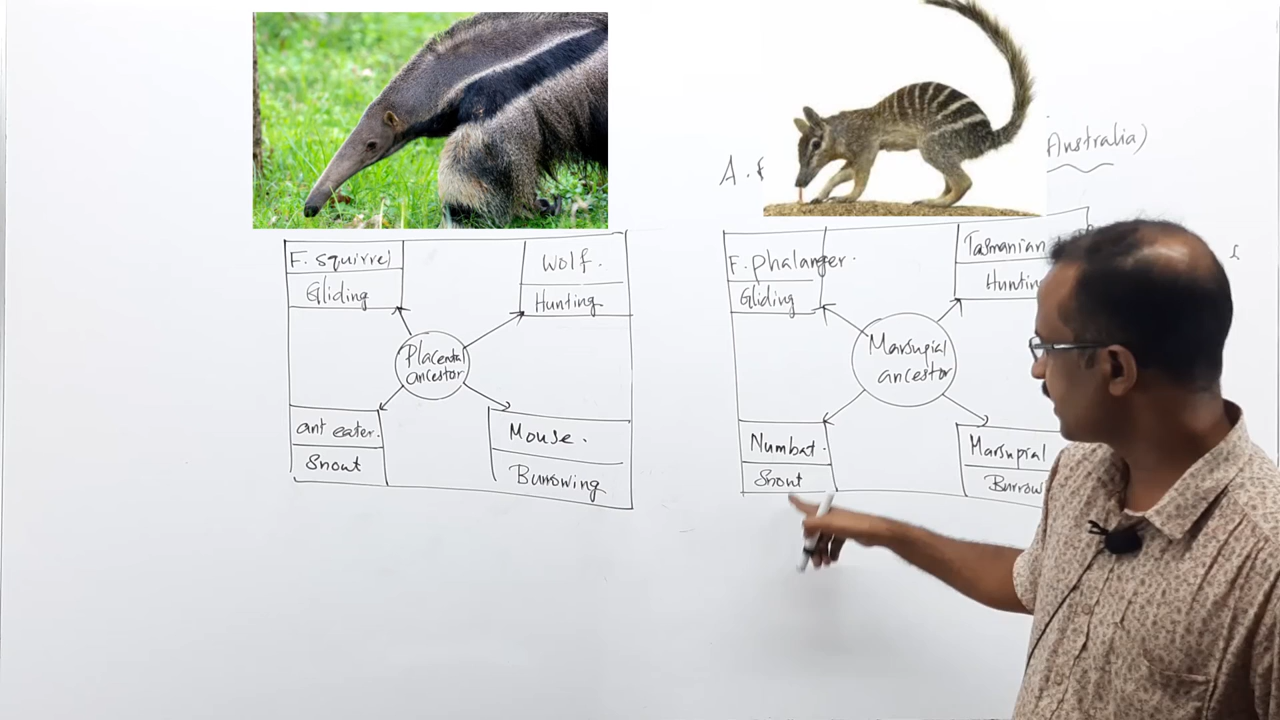 A.
Australia)
F. squirrel
Gliding
Wolf.
Hunting
Placental
ancestor
ant eater.
Snout
Mouse.
Burrowing
F. phalanger.
Gliding
Tasmanian
Huntin
Marsupial
ancestor
Numbat.
Snout
Marsupial
Burrow